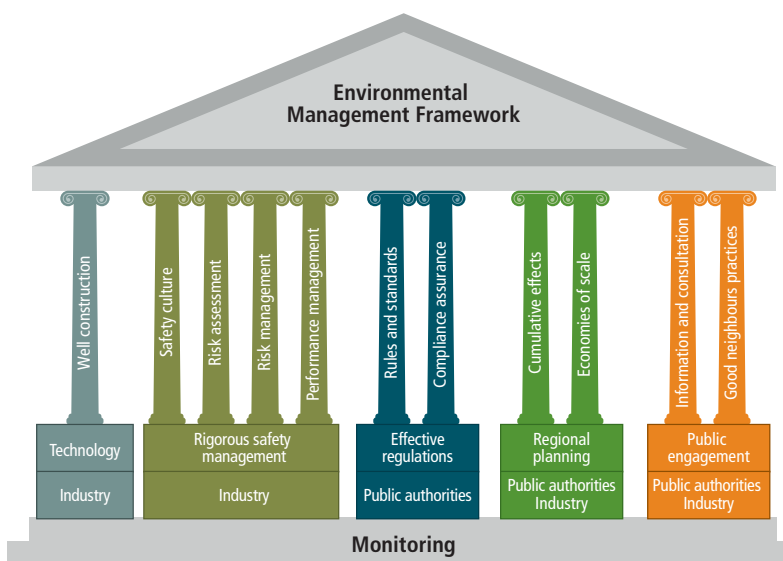 Environmental
Management Framework
Well construction
Safety culture
Risk assessment
Risk management
Performance management
Rules and standards
Compliance assurance
Cumulative effects
Economies of scale
Information and consultation
Good neighbours practices
Technology
Industry
Rigorous safety
management
Industry
Effective
regulations
Public authorities
Regional
planning
Public authorities
Industry
Public
engagement
Public authorities
Industry
Monitoring